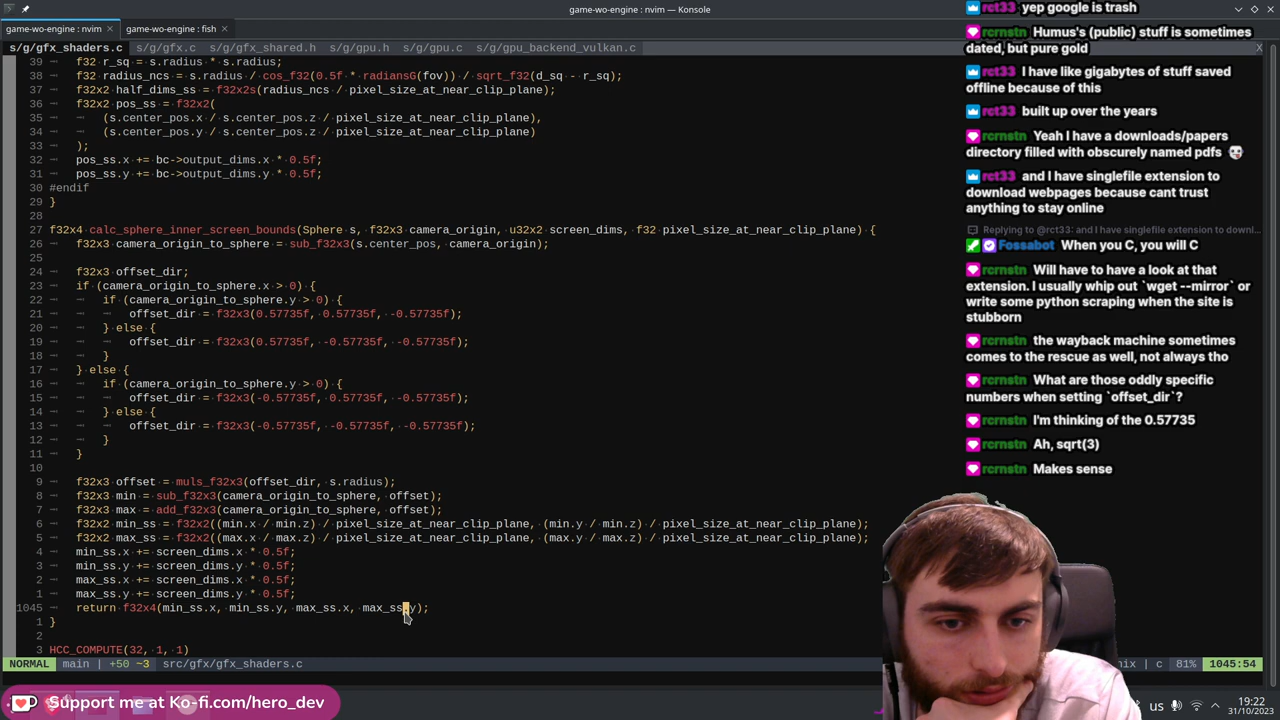 game-wo-engine : nvim — Konsole
game-wo-engine : nvim
game-wo-engine : fish
s/g/gfx_shaders.c s/g/gfx.c s/g/gpu.h s/g/gpu.c s/g/gpu_backend_vulkan.c X
39 f32 r_sq = s.radius * s.radius;
38 f32 radius_ncs = s.radius / cos_f32(0.5f * radiansG(fov)) / sqrt_f32(d_sq - r_sq);
37 f32x2 half_dims_ss = f32x2s(radius_ncs / pixel_size_at_near_clip_plane);
36 f32x2 pos_ss = f32x2(
35 (s.center_pos.x / s.center_pos.z / pixel_size_at_near_clip_plane),
34 (s.center_pos.y / s.center_pos.z / pixel_size_at_near_clip_plane)
33 );
32 pos_ss.x += bc->output_dims.x * 0.5f;
31 pos_ss.y += bc->output_dims.y * 0.5f;
30 #endif
29 }
28
27 f32x4 calc_sphere_inner_screen_bounds(Sphere s, f32x3 camera_origin, u32x2 screen_dims, f32 pixel_size_at_near_clip_plane) {
26 f32x3 camera_origin_to_sphere = sub_f32x3(s.center_pos, camera_origin);
25
24 f32x3 offset_dir;
23 if (camera_origin_to_sphere.x > 0) {
22 if (camera_origin_to_sphere.y > 0) {
21 offset_dir = f32x3(0.57735f, 0.57735f, -0.57735f);
20 } else {
19 offset_dir = f32x3(0.57735f, -0.57735f, -0.57735f);
18 }
17 } else {
16 if (camera_origin_to_sphere.y > 0) {
15 offset_dir = f32x3(-0.57735f, 0.57735f, -0.57735f);
14 } else {
13 offset_dir = f32x3(-0.57735f, -0.57735f, -0.57735f);
12 }
11 }
10
9 f32x3 offset = muls_f32x3(offset_dir, s.radius);
8 f32x3 min = sub_f32x3(camera_origin_to_sphere, offset);
7 f32x3 max = add_f32x3(camera_origin_to_sphere, offset);
6 f32x2 min_ss = f32x2((min.x / min.z) / pixel_size_at_near_clip_plane, (min.y / min.z) / pixel_size_at_near_clip_plane);
5 f32x2 max_ss = f32x2((max.x / max.z) / pixel_size_at_near_clip_plane, (max.y / max.z) / pixel_size_at_near_clip_plane);
4 min_ss.x += screen_dims.x * 0.5f;
3 min_ss.y += screen_dims.y * 0.5f;
2 max_ss.x += screen_dims.x * 0.5f;
1 max_ss.y += screen_dims.y * 0.5f;
1045 return f32x4(min_ss.x, min_ss.y, max_ss.x, max_ss.y);
1 }
2
3 HCC_COMPUTE(32, 1, 1)
NORMAL main | +50 ~3 src/gfx/gfx_shaders.c | c 81% 1045:54
rct33 yep google is trash
rcrnstn Humus's (public) stuff is sometimes
dated, but pure gold
rct33 I have like gigabytes of stuff saved
offline because of this
rct33 built up over the years
rcrnstn Yeah I have a downloads/papers
directory filled with obscurely named pdfs
rct33 and I have singlefile extension to
download webpages because cant trust
anything to stay online
Replying to @rct33: and I have singlefile extension to downl...
Fossabot When you C, you will C
rcrnstn Will have to have a look at that
extension. I usually whip out `wget --mirror` or
write some python scraping when the site is
stubborn
rcrnstn the wayback machine sometimes
comes to the rescue as well, not always tho
rcrnstn What are those oddly specific
numbers when setting `offset_dir`?
rcrnstn I'm thinking of the 0.57735
rcrnstn Ah, sqrt(3)
rcrnstn Makes sense
Support me at Ko-fi.com/hero_dev
us
19:22
31/10/2023